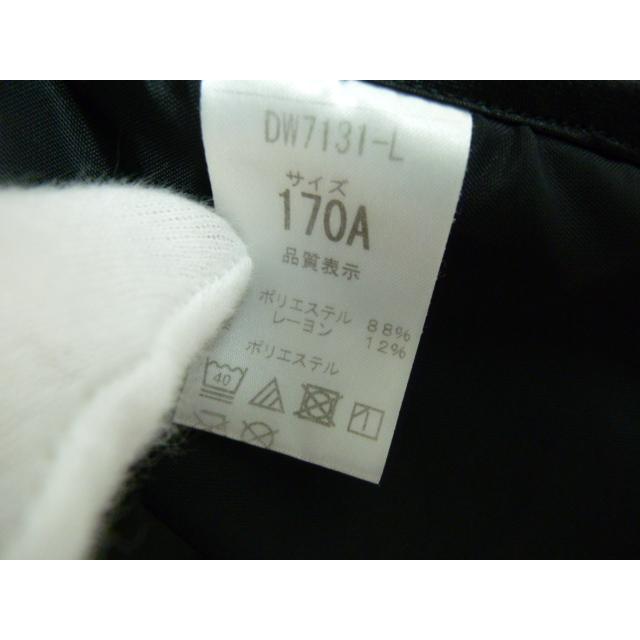 DW7131-L
サイズ
170A
品質表示
ポリエステル 88%
レーヨン 12%
ポリエステル
40